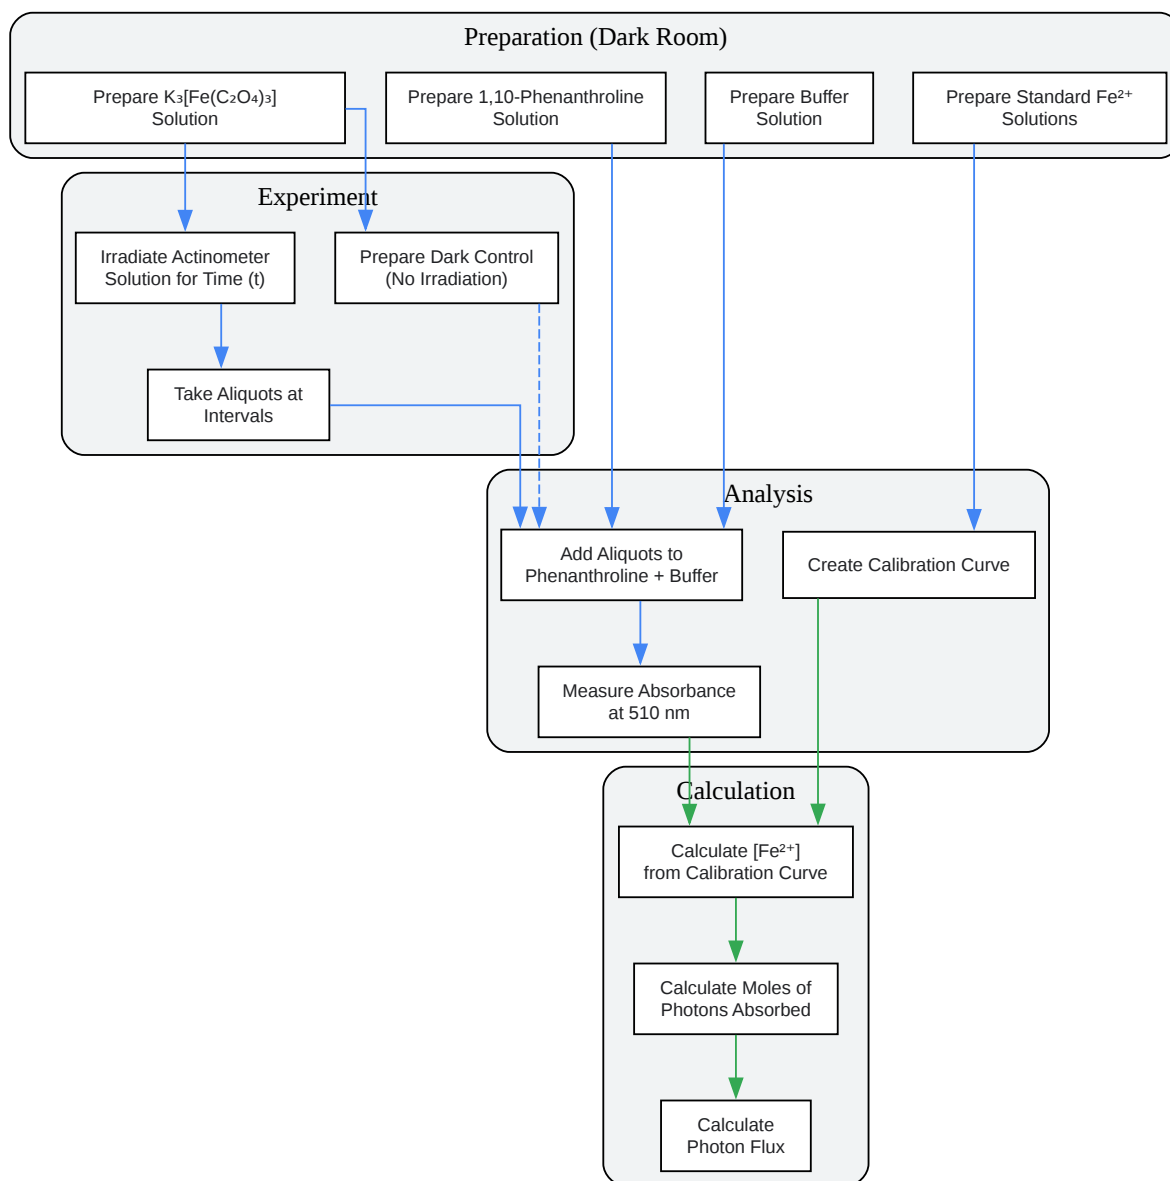 Preparation (Dark Room)
Prepare K₃[Fe(C₂O₄)₃]
Solution
Prepare 1,10-Phenanthroline
Solution
Prepare Buffer
Solution
Prepare Standard Fe²⁺
Solutions
Experiment
Irradiate Actinometer
Solution for Time (t)
Prepare Dark Control
(No Irradiation)
Take Aliquots at
Intervals
Analysis
Add Aliquots to
Phenanthroline + Buffer
Create Calibration Curve
Measure Absorbance
at 510 nm
Calculation
Calculate [Fe²⁺]
from Calibration Curve
Calculate Moles of
Photons Absorbed
Calculate
Photon Flux